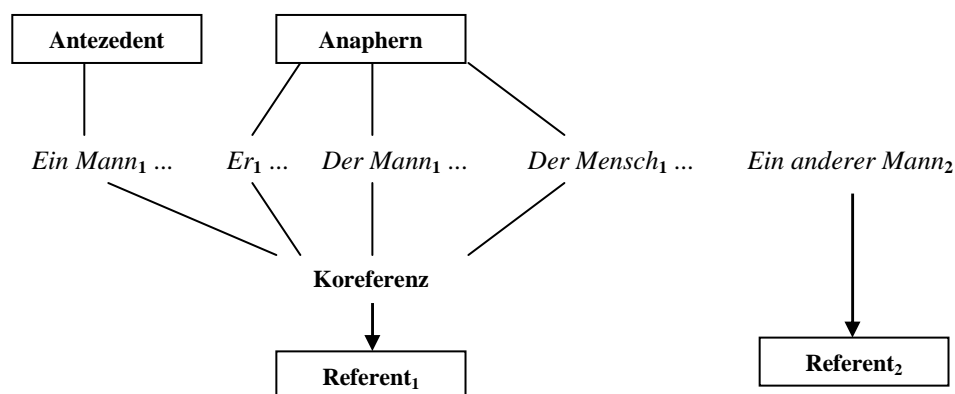 Antezedent Anaphern
Ein Mann₁ ... Er₁ ... Der Mann₁ ... Der Mensch₁ ... Ein anderer Mann₂
Koreferenz
Referent₁ Referent₂